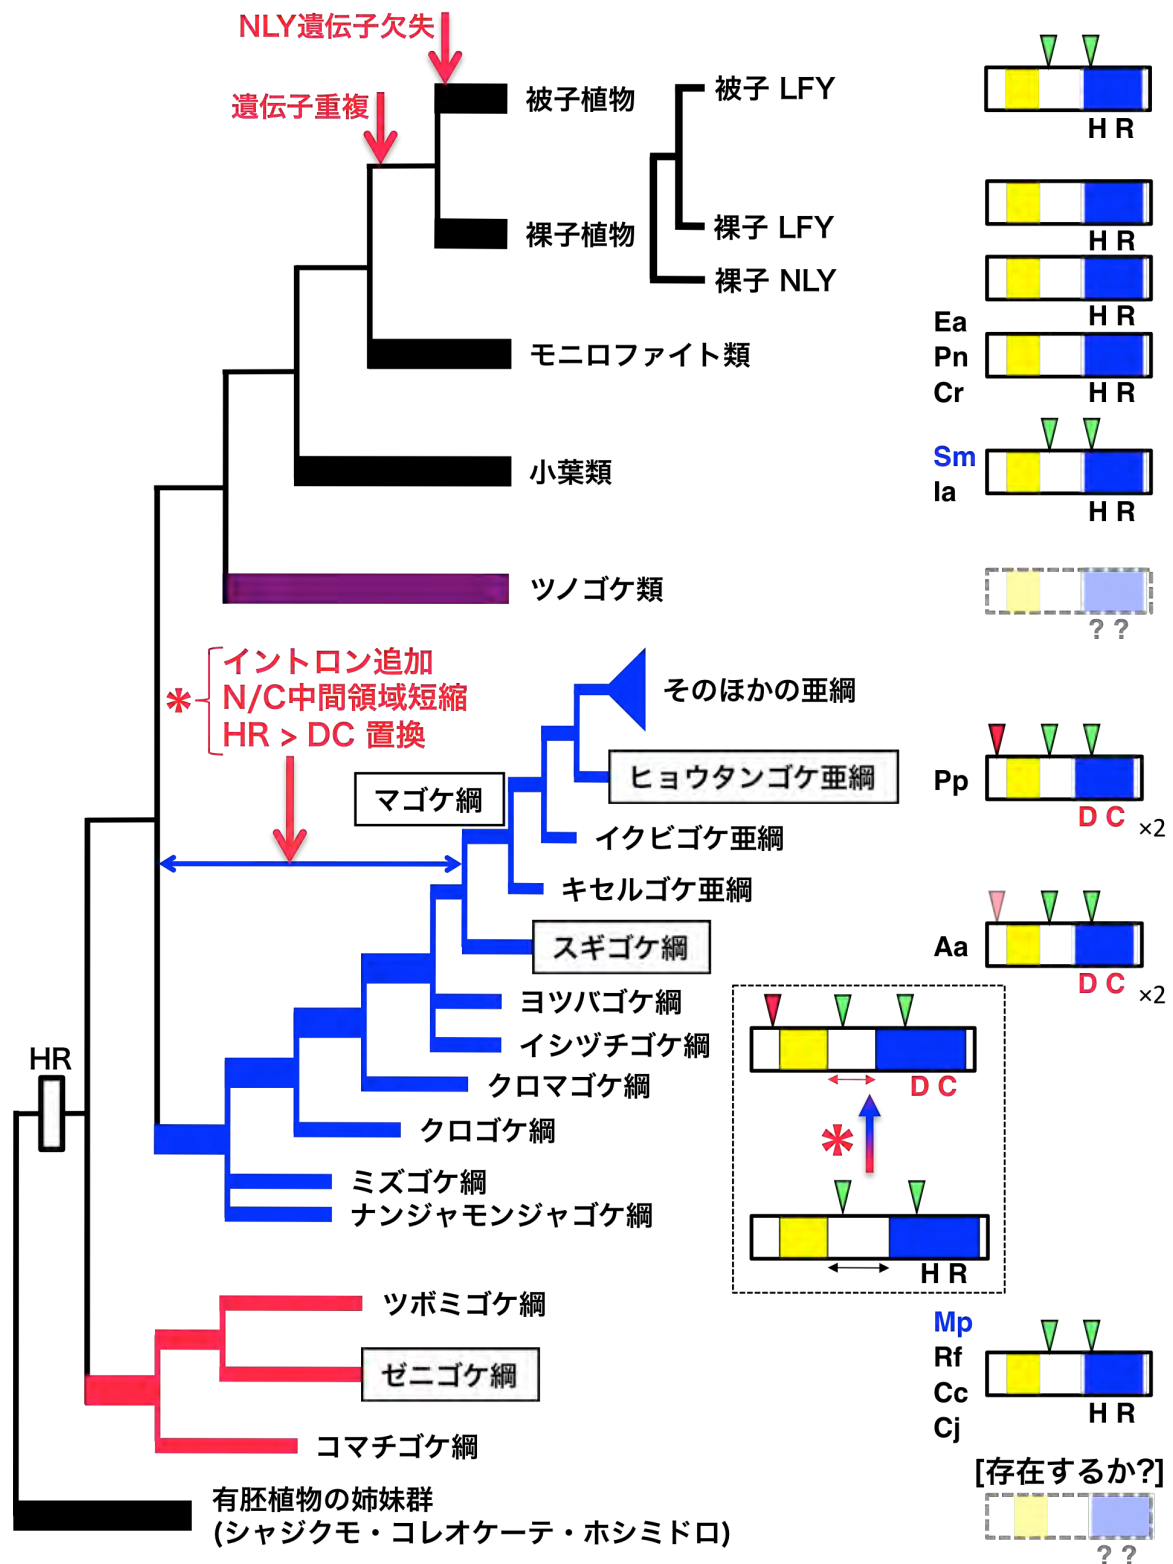 NLY遺伝子欠失
遺伝子重複
被子植物
被子 LFY
H R
裸子植物
裸子 LFY
H R
裸子 NLY
H R
モニロファイト類
Ea
Pn
Cr
H R
小葉類
Sm
Ia
H R
ツノゴケ類
? ?
*
イントロン追加
N/C中間領域短縮
HR > DC 置換
そのほかの亜綱
マゴケ綱
ヒョウタンゴケ亜綱
Pp
D C ×2
イクビゴケ亜綱
キセルゴケ亜綱
スギゴケ綱
Aa
D C ×2
ヨツバゴケ綱
イシヅチゴケ綱
クロマゴケ綱
クロゴケ綱
ミズゴケ綱
ナンジャモンジャゴケ綱
D C
*
H R
HR
ツボミゴケ綱
ゼニゴケ綱
コマチゴケ綱
Mp
Rf
Cc
Cj
H R
有胚植物の姉妹群
(シャジクモ・コレオケーテ・ホシミドロ)
[存在するか?]
? ?